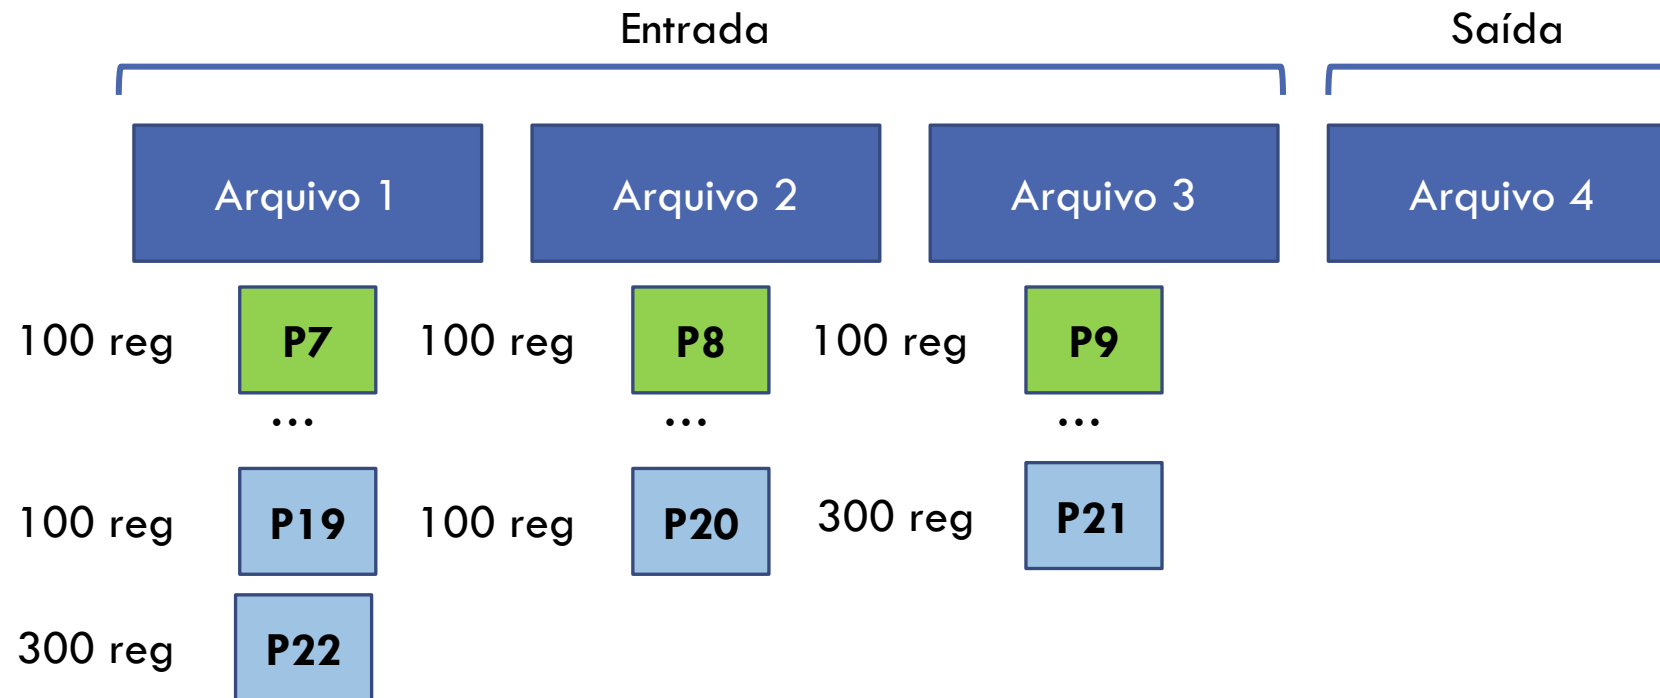 Entrada Saída
Arquivo 1 Arquivo 2 Arquivo 3 Arquivo 4
100 reg P7 100 reg P8 100 reg P9
... ... ...
100 reg P19 100 reg P20 300 reg P21
300 reg P22